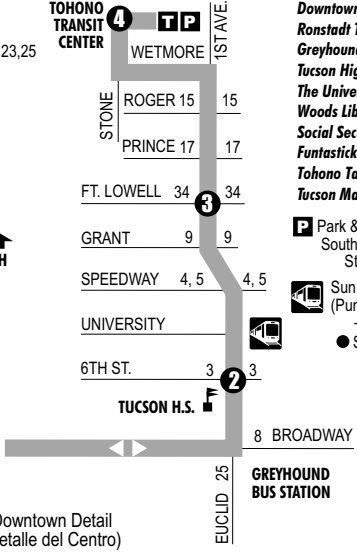 TOHONO
TRANSIT
CENTER
4
T P
1ST AVE.
23,25
WETMORE
STONE
ROGER 15 15
PRINCE 17 17
FT. LOWELL 34 34
3
GRANT 9 9
SPEEDWAY 4, 5 4, 5
UNIVERSITY
6TH ST. 3 3
2
TUCSON H.S.
8 BROADWAY
EUCLID 25
GREYHOUND
BUS STATION
Downtown
Ronstadt
Greyhound
Tucson Hig
The Univer
Woods Lib
Social Sec
Funtastick
Tohono Ta
Tucson Ma
P Park &
South
St
Sun
(Pur
S
H
Downtown Detail
etalle del Centro)